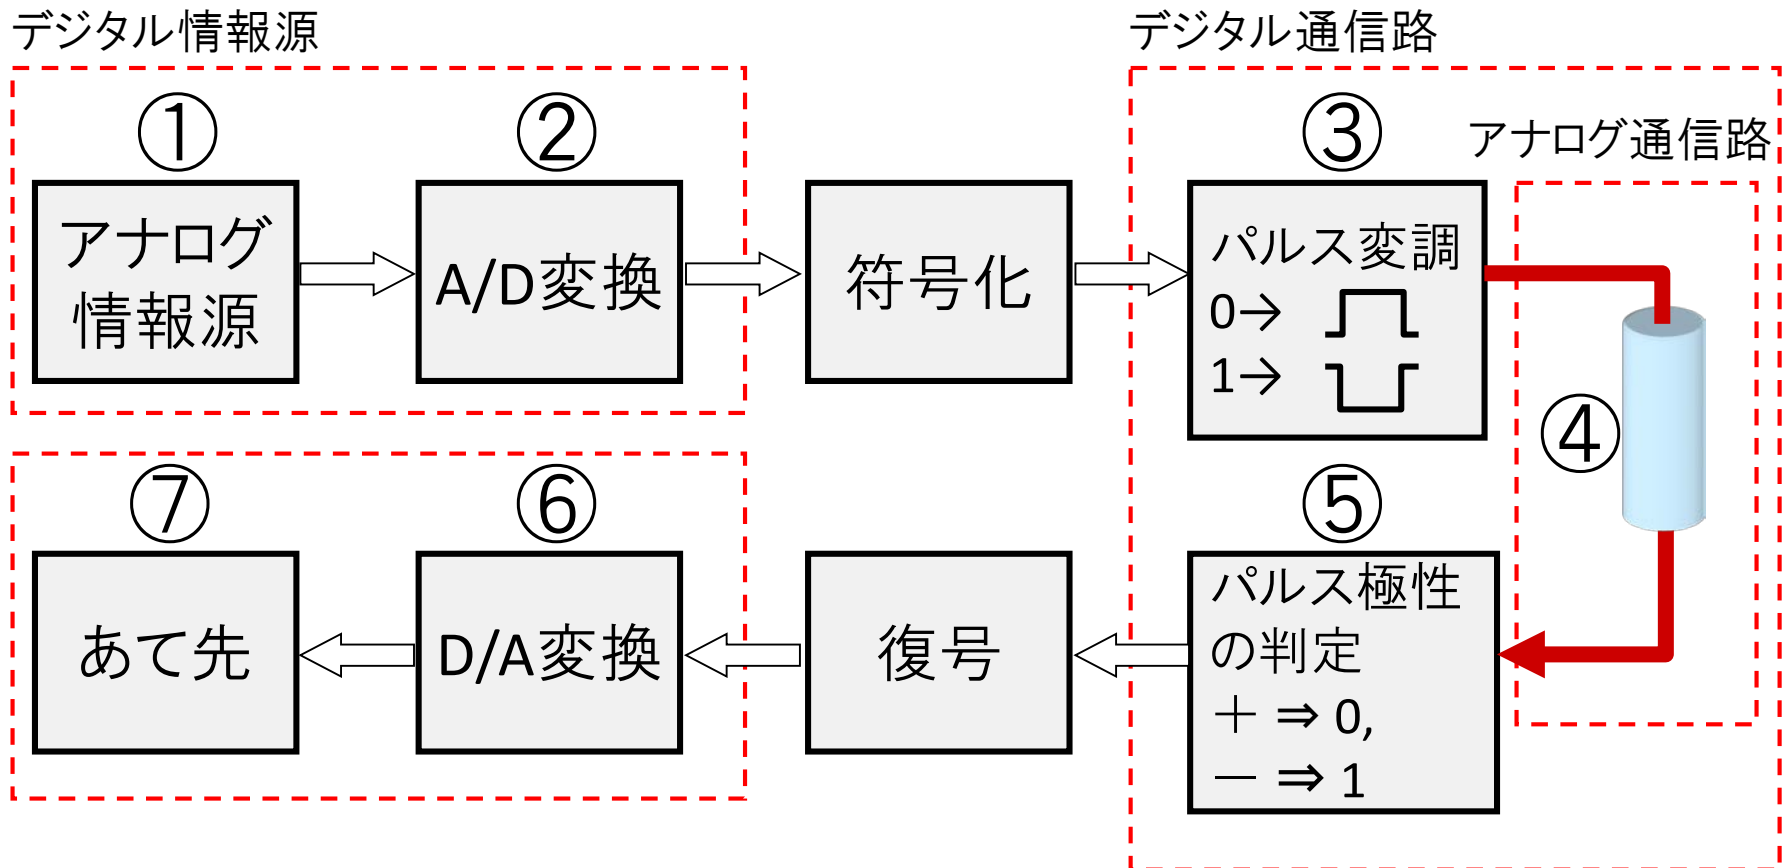 デジタル情報源
デジタル通信路
アナログ通信路
①
②
③
アナログ
情報源
A/D変換
符号化
パルス変調
0→
1→
④
⑦
⑥
⑤
あて先
D/A変換
復号
パルス極性
の判定
＋ ⇒ 0,
－ ⇒ 1